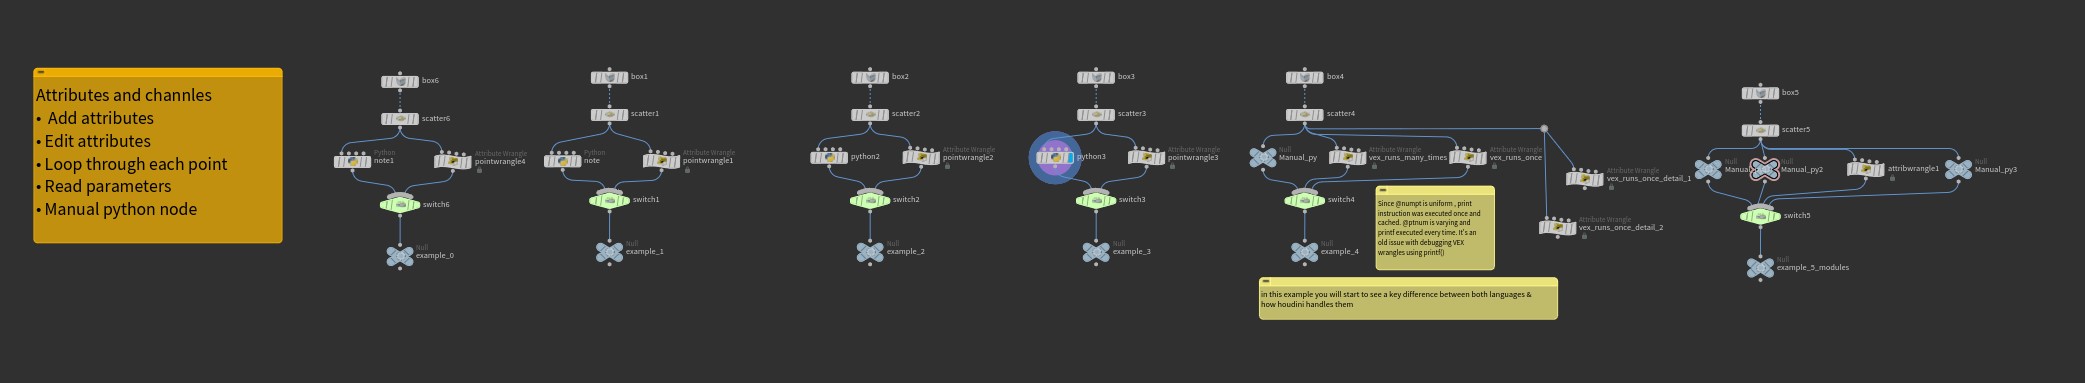 Attributes and channles
• Add attributes
• Edit attributes
• Loop through each point
• Read parameters
• Manual python node
box6
scatter6
Python
note1
Attribute Wrangle
pointwrangle4
switch6
Null
example_0
box1
scatter1
Python
note
Attribute Wrangle
pointwrangle1
switch1
Null
example_1
box2
scatter2
python2
Attribute Wrangle
pointwrangle2
switch2
Null
example_2
box3
scatter3
python3
Attribute Wrangle
pointwrangle3
switch3
Null
example_3
box4
scatter4
Null
Manual_py
Attribute Wrangle
vex_runs_many_times
Attribute Wrangle
vex_runs_once
Attribute Wrangle
vex_runs_once_detail_1
Attribute Wrangle
vex_runs_once_detail_2
switch4
Null
example_4
Since @numpt is uniform , print
instruction was executed once and
cached. @ptnum is varying and
printf executed every time. It's an
old issue with debugging VEX
wrangles using printf()
in this example you will start to see a key difference between both languages &
how houdini handles them
box5
scatter5
Null
Manual
Null
Manual_py2
Attribute Wrangle
attribwrangle1
Null
Manual_py3
switch5
Null
example_5_modules